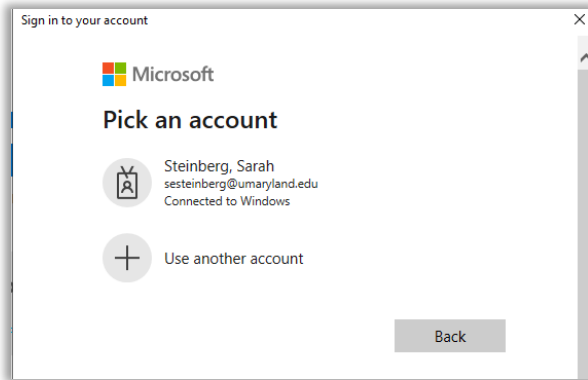 Sign in to your account
Microsoft
Pick an account
Steinberg, Sarah
sesteinberg@umaryland.edu
Connected to Windows
Use another account
Back